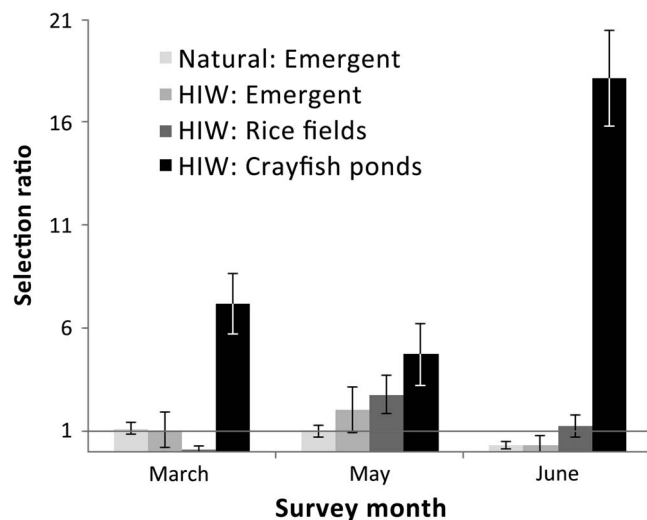 21
16
11
6
1
Selection ratio
Natural: Emergent
HIW: Emergent
HIW: Rice fields
HIW: Crayfish ponds
March May June
Survey month